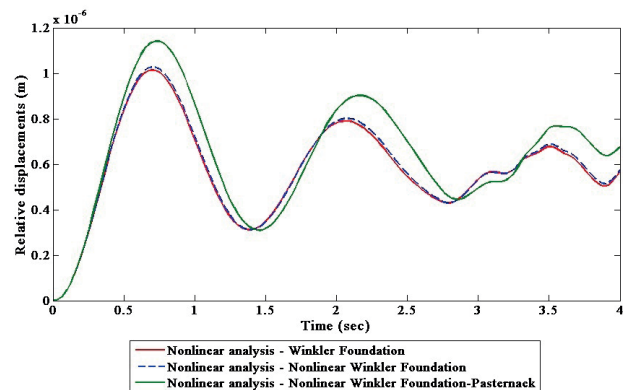 x 10⁻⁶
1.2
1
0.8
0.6
0.4
0.2
0
Relative displacements (m)
0 0.5 1 1.5 2 2.5 3 3.5 4
Time (sec)
Nonlinear analysis - Winkler Foundation
Nonlinear analysis - Nonlinear Winkler Foundation
Nonlinear analysis - Nonlinear Winkler Foundation-Pasternack